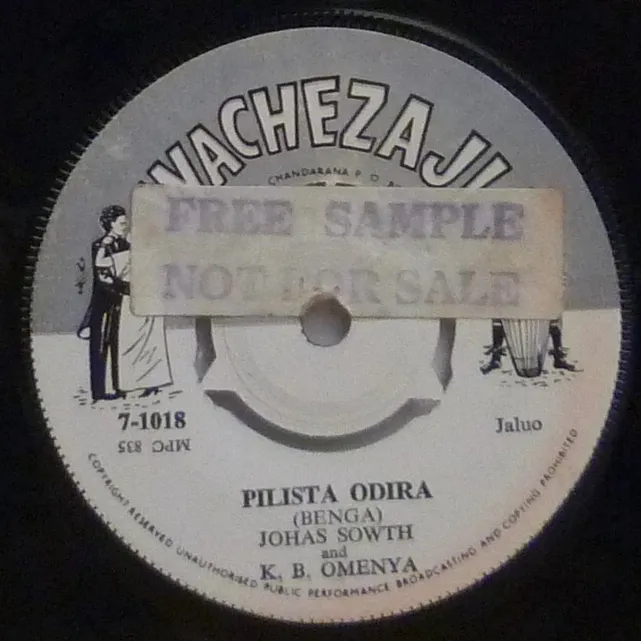 WACHEZAJI
CHANDARANA P. O.
FREE SAMPLE
NOT FOR SALE
7-1018
MPC 835
Jaluo
PILISTA ODIRA
(BENGA)
JOHAS SOWTH
and
K. B. OMENYA
COPYRIGHT RESERVED UNAUTHORISED PUBLIC PERFORMANCE BROADCASTING AND COPYING PROHIBITED